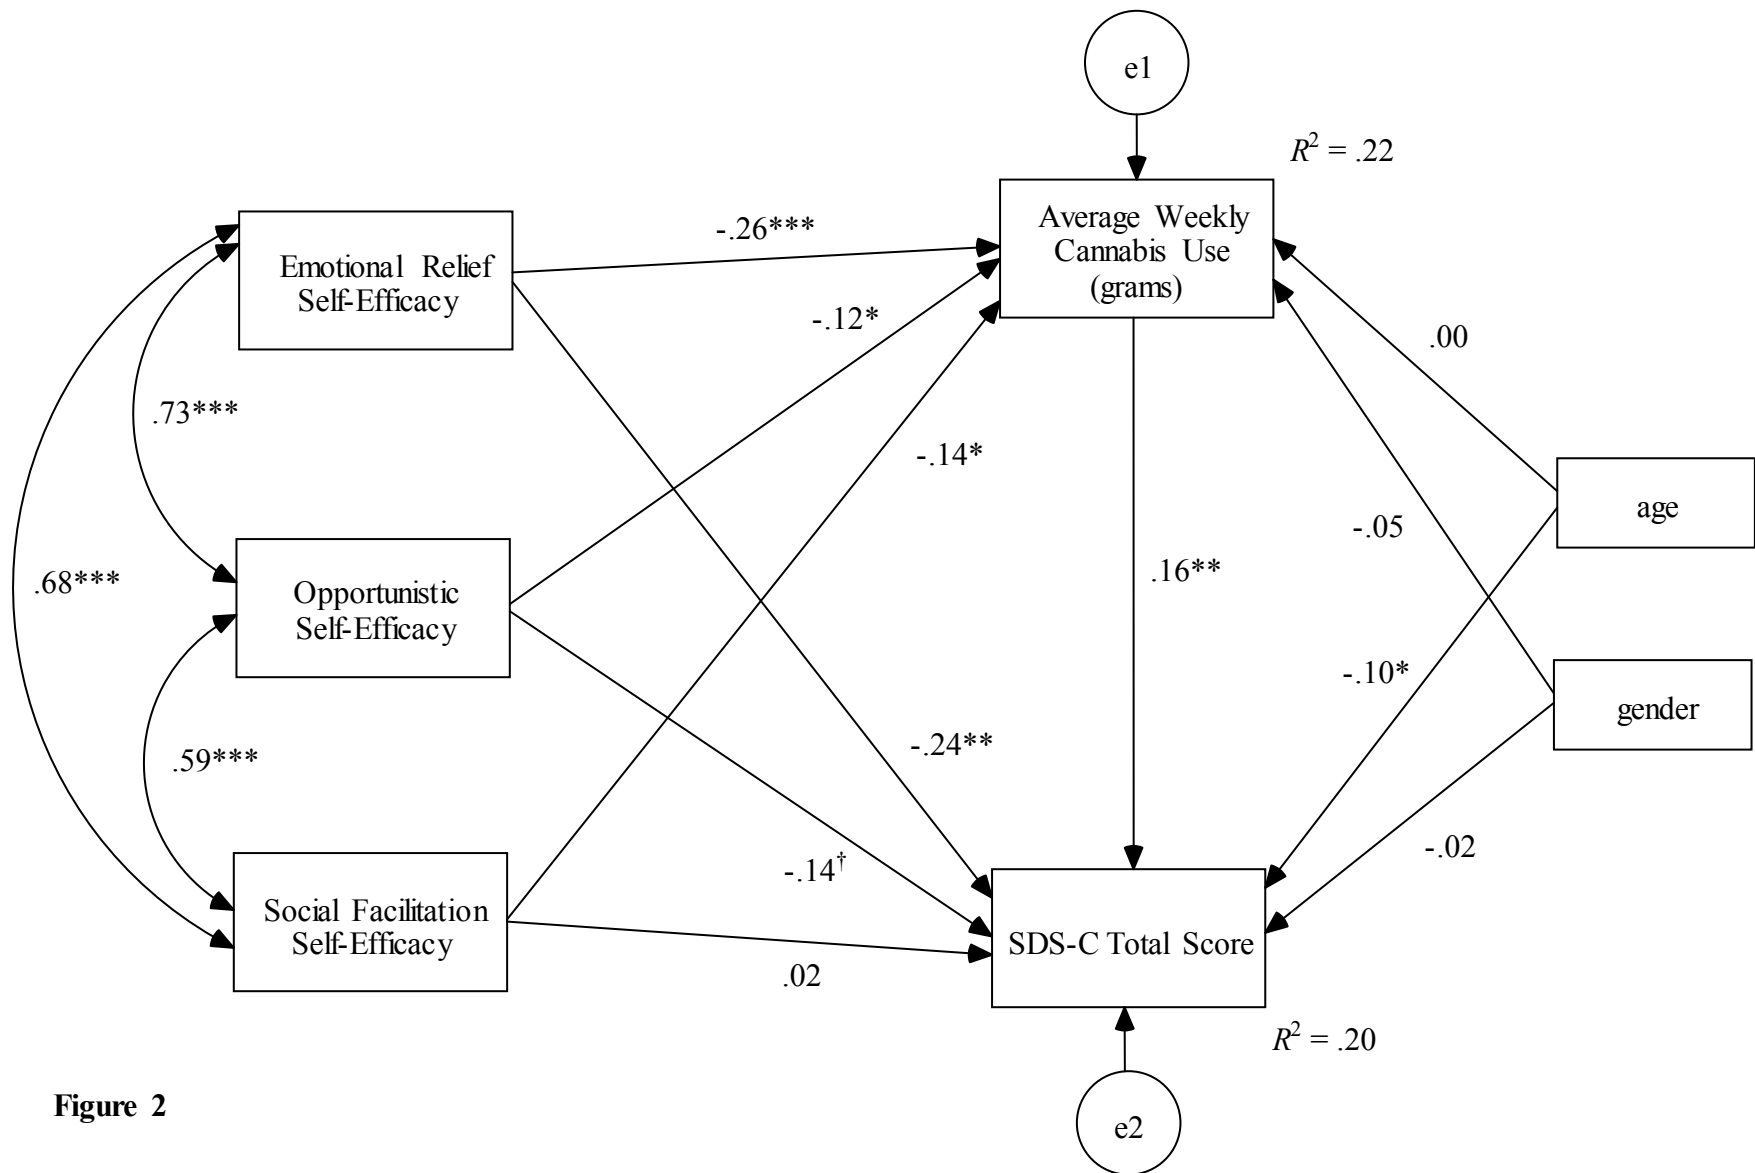 e1
R² = .22
Average Weekly
Cannabis Use
(grams)
-.26***
Emotional Relief
Self-Efficacy
-.12*
.00
.73***
-.14*
age
-.05
.68***
.16**
Opportunistic
Self-Efficacy
-.10*
gender
-.24**
.59***
-.02
-.14†
Social Facilitation
Self-Efficacy
SDS-C Total Score
.02
R² = .20
Figure 2
e2